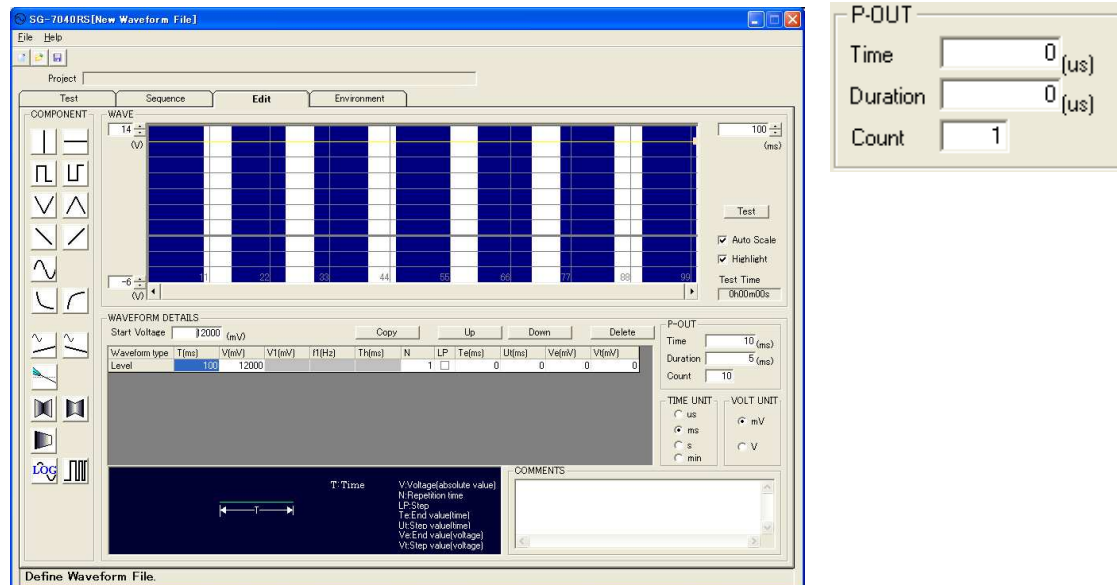 SG-7040RS[New Waveform File]
File Help
Project
Test Sequence Edit Environment
COMPONENT
LOG
WAVE
14
(V)
-6
(V)
11 22 33 44 55 66 77 88 99
100
(ms)
Test
Auto Scale
Highlight
Test Time
0h00m00s
WAVEFORM DETAILS
Start Voltage 12000 (mV)
Copy Up Down Delete
Waveform type T(ms) V(mV) V1(mV) f1(Hz) Th(ms) N LP Te(ms) Ut(ms) Ve(mV) Vt(mV)
Level 100 12000 1 0 0 0 0
P-OUT
Time 10 (ms)
Duration 5 (ms)
Count 10
TIME UNIT
us
ms
s
min
VOLT UNIT
mV
V
T
T:Time
V:Voltage(absolute value)
N:Repetition time
LP:Step
Te:End value(time)
Ut:Step value(time)
Ve:End value(voltage)
Vt:Step value(voltage)
COMMENTS
Define Waveform File.
P-OUT
Time 0 (us)
Duration 0 (us)
Count 1